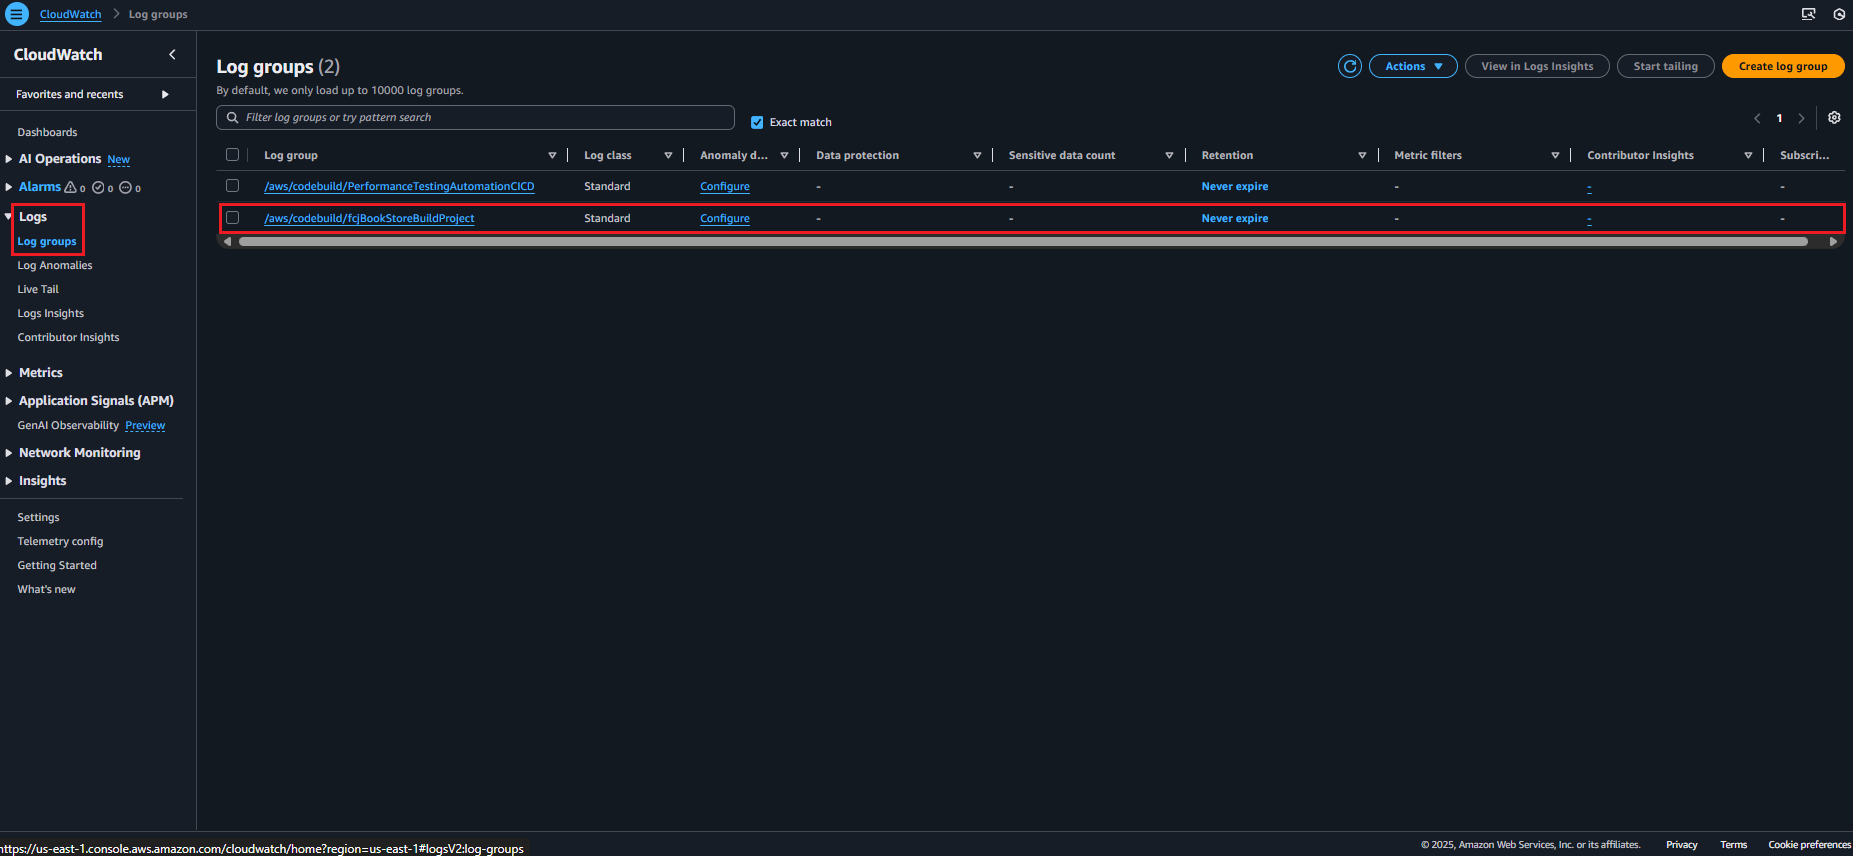 CloudWatch > Log groups
CloudWatch
Favorites and recents
Dashboards
AI Operations New
Alarms 0 0 0
Logs
Log groups
Log Anomalies
Live Tail
Logs Insights
Contributor Insights
Metrics
Application Signals (APM)
GenAI Observability Preview
Network Monitoring
Insights
Settings
Telemetry config
Getting Started
What's new
Log groups (2)
By default, we only load up to 10000 log groups.
Actions View in Logs Insights Start tailing Create log group
Filter log groups or try pattern search Exact match 1
Log group Log class Anomaly d... Data protection Sensitive data count Retention Metric filters Contributor Insights Subscri...
/aws/codebuild/PerformanceTestingAutomationCICD Standard Configure - - Never expire - - -
/aws/codebuild/fcjBookStoreBuildProject Standard Configure - - Never expire - - -
https://us-east-1.console.aws.amazon.com/cloudwatch/home?region=us-east-1#logsV2:log-groups
© 2025, Amazon Web Services, Inc. or its affiliates. Privacy Terms Cookie preferences